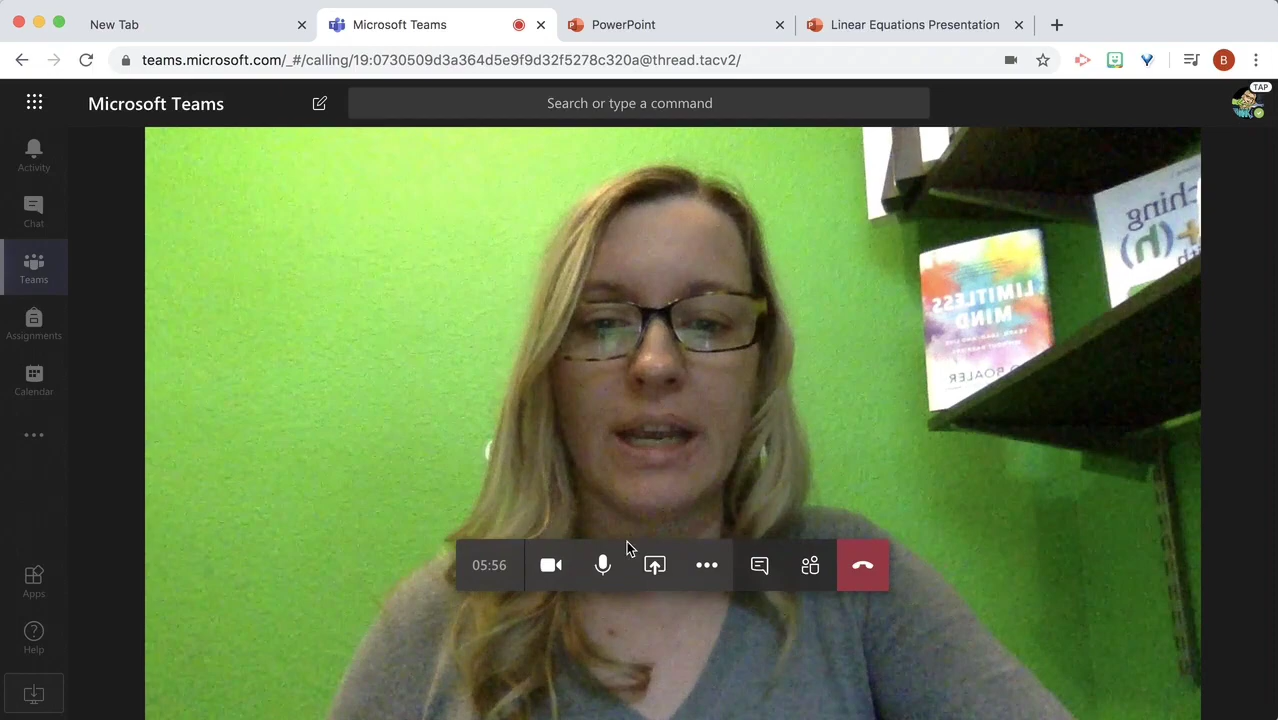 New Tab
Microsoft Teams
PowerPoint
Linear Equations Presentation
teams.microsoft.com/_#/calling/19:0730509d3a364d5e9f9d32f5278c320a@thread.tacv2/
B
Microsoft Teams
Search or type a command
TAP
Activity
Chat
Teams
Assignments
Calendar
Apps
Help
ching
LIMITLESS
MIND
BOALER
05:56